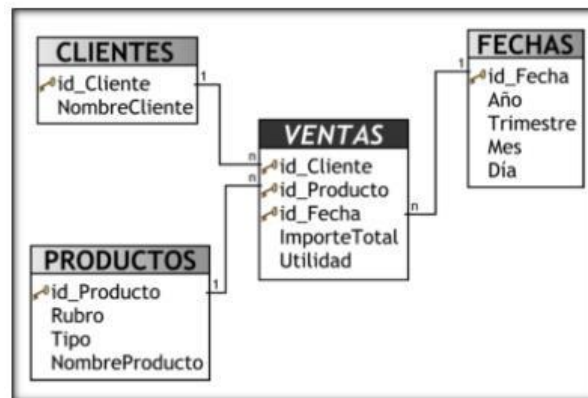 CLIENTES
id_Cliente
NombreCliente
1
n
FECHAS
id_Fecha
Año
Trimestre
Mes
Día
1
VENTAS
id_Cliente
id_Producto
id_Fecha
ImporteTotal
Utilidad
n
n
PRODUCTOS
id_Producto
Rubro
Tipo
NombreProducto
1